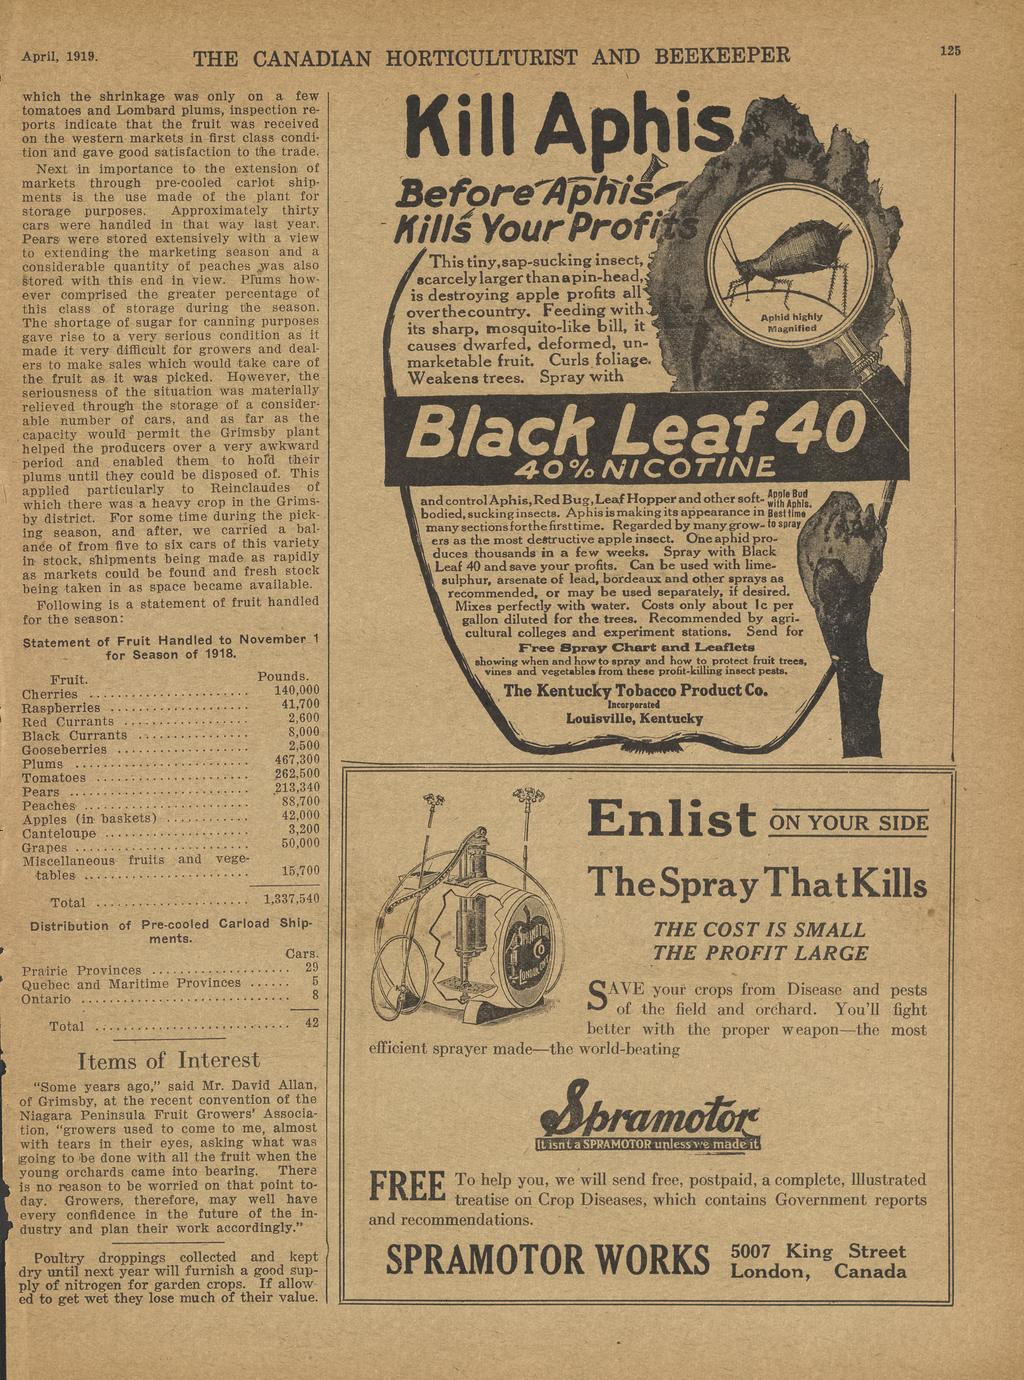 April, 1919.
THE CANADIAN HORTICULTURIST AND BEEKEEPER
125
which the shrinkage was only on a few
tomatoes and Lombard plums, inspection re-
ports indicate that the fruit was received
on the western markets in first class condi-
tion and gave good satisfaction to the trade.
Next in importance to the extension of
markets through pre-cooled carlot ship-
ments is the use made of the plant for
storage purposes. Approximately thirty
cars were handled in that way last year.
Pears were stored extensively with a view
to extending the marketing season and a
considerable quantity of peaches was also
stored with this end in view. Plums how-
ever comprised the greater percentage of
this class of storage during the season.
The shortage of sugar for canning purposes
gave rise to a very serious condition as it
made it very difficult for growers and deal-
ers to make sales which would take care of
the fruit as it was picked. However, the
seriousness of the situation was materially
relieved through the storage of a consider-
able number of cars, and as far as the
capacity would permit the Grimsby plant
helped the producers over a very awkward
period and enabled them to hold their
plums until they could be disposed of. This
applied particularly to Reinclaudes of
which there was a heavy crop in the Grims-
by district. For some time during the pick-
ing season, and after, we carried a bal-
ance of from five to six cars of this variety
in stock, shipments being made as rapidly
as markets could be found and fresh stock
being taken in as space became available.
Following is a statement of fruit handled
for the season:
Statement of Fruit Handled to November 1
for Season of 1918.
Fruit. Pounds.
Cherries ........................ 140,000
Raspberries ..................... 41,700
Red Currants ................... 2,600
Black Currants ................. 8,000
Gooseberries .................... 2,500
Plums ........................... 467,300
Tomatoes ........................ 262,500
Pears ........................... 213,340
Peaches ......................... 88,700
Apples (in baskets) ............ 42,000
Canteloupe ...................... 3,200
Grapes .......................... 50,000
Miscellaneous fruits and vege-
tables ......................... 15,700
Total ....................... 1,337,540
Distribution of Pre-cooled Carload Ship-
ments.
Cars.
Prairie Provinces ..................... 29
Quebec and Maritime Provinces ...... 5
Ontario ............................... 8
Total .............................. 42
Items of Interest
"Some years ago," said Mr. David Allan,
of Grimsby, at the recent convention of the
Niagara Peninsula Fruit Growers' Associa-
tion, "growers used to come to me, almost
with tears in their eyes, asking what was
going to be done with all the fruit when the
young orchards came into bearing. There
is no reason to be worried on that point to-
day. Growers, therefore, may well have
every confidence in the future of the in-
dustry and plan their work accordingly."
Poultry droppings collected and kept
dry until next year will furnish a good sup-
ply of nitrogen for garden crops. If allow-
ed to get wet they lose much of their value.
Kill Aphis
Before Aphis
Kills Your Profits
This tiny, sap-sucking insect,
scarcely larger than a pin-head,
is destroying apple profits all
over the country. Feeding with
its sharp, mosquito-like bill, it
causes dwarfed, deformed, un-
marketable fruit. Curls foliage.
Weakens trees. Spray with
Aphid highly
Magnified
Black Leaf 40
40% NICOTINE
and control Aphis, Red Bug, Leaf Hopper and other soft-
bodied, sucking insects. Aphis is making its appearance in
many sections for the first time. Regarded by many grow-
ers as the most destructive apple insect. One aphid pro-
duces thousands in a few weeks. Spray with Black
Leaf 40 and save your profits. Can be used with lime-
sulphur, arsenate of lead, bordeaux and other sprays as
recommended, or may be used separately, if desired.
Mixes perfectly with water. Costs only about 1c per
gallon diluted for the trees. Recommended by agri-
cultural colleges and experiment stations. Send for
Free Spray Chart and Leaflets
showing when and how to spray and how to protect fruit trees,
vines and vegetables from these profit-killing insect pests.
The Kentucky Tobacco Product Co.
Incorporated
Louisville, Kentucky
Apple Bud
with Aphis.
Best time
to spray
Enlist ON YOUR SIDE
The Spray That Kills
THE COST IS SMALL
THE PROFIT LARGE
SPRAMOTOR
CO
LONDON, ONT.
SAVE your crops from Disease and pests
of the field and orchard. You'll fight
better with the proper weapon—the most
efficient sprayer made—the world-beating
Spramotor
It isn't a SPRAMOTOR unless we made it
FREE To help you, we will send free, postpaid, a complete, Illustrated
treatise on Crop Diseases, which contains Government reports
and recommendations.
SPRAMOTOR WORKS 5007 King Street
London, Canada